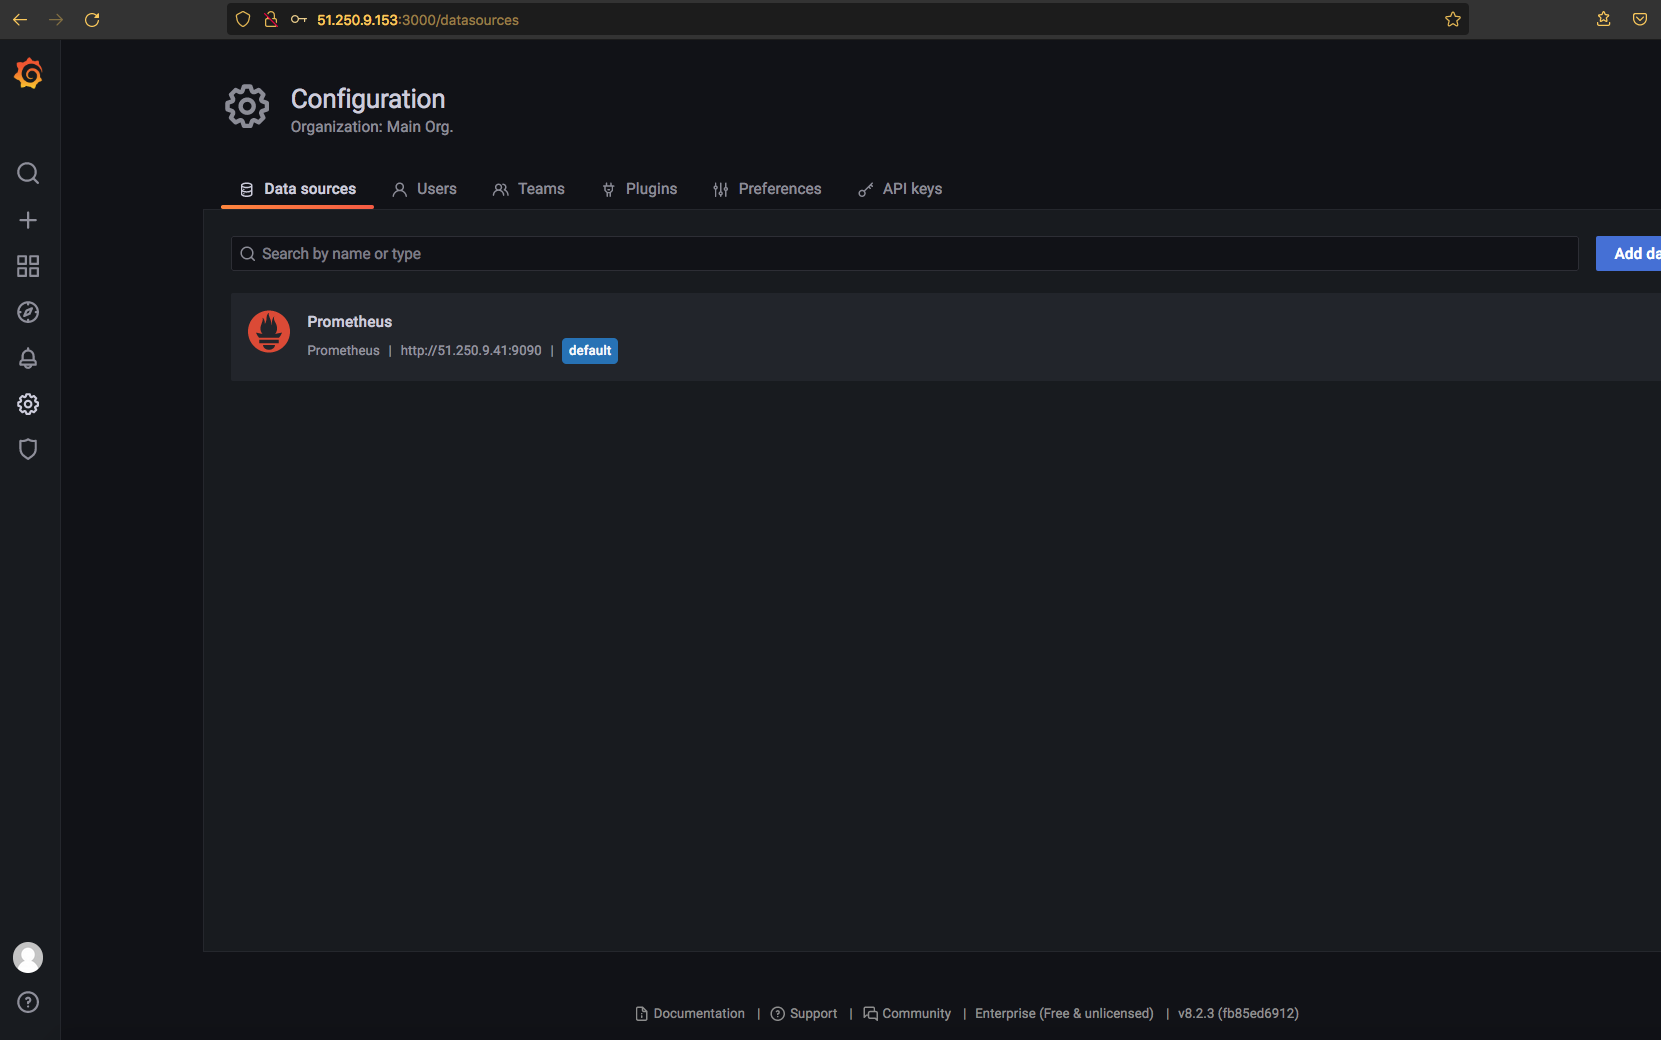 51.250.9.153:3000/datasources
Configuration
Organization: Main Org.
Data sources Users Teams Plugins Preferences API keys
Search by name or type
Add da
Prometheus
Prometheus | http://51.250.9.41:9090 | default
Documentation | Support | Community | Enterprise (Free & unlicensed) | v8.2.3 (fb85ed6912)